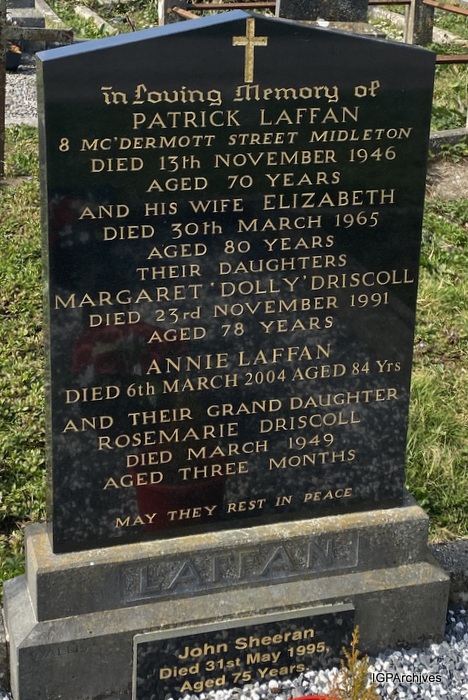 In Loving Memory of
PATRICK LAFFAN
8 MC'DERMOTT STREET MIDLETON
DIED 13th NOVEMBER 1946
AGED 70 YEARS
AND HIS WIFE ELIZABETH
DIED 30th MARCH 1965
AGED 80 YEARS
THEIR DAUGHTERS
MARGARET 'DOLLY' DRISCOLL
DIED 23rd NOVEMBER 1991
AGED 78 YEARS
ANNIE LAFFAN
DIED 6th MARCH 2004 AGED 84 Yrs
AND THEIR GRAND DAUGHTER
ROSEMARIE DRISCOLL
DIED MARCH 1949
AGED THREE MONTHS
MAY THEY REST IN PEACE
LAFFAN
John Sheeran
Died 31st May 1995,
Aged 75 Years.
IGPArchives